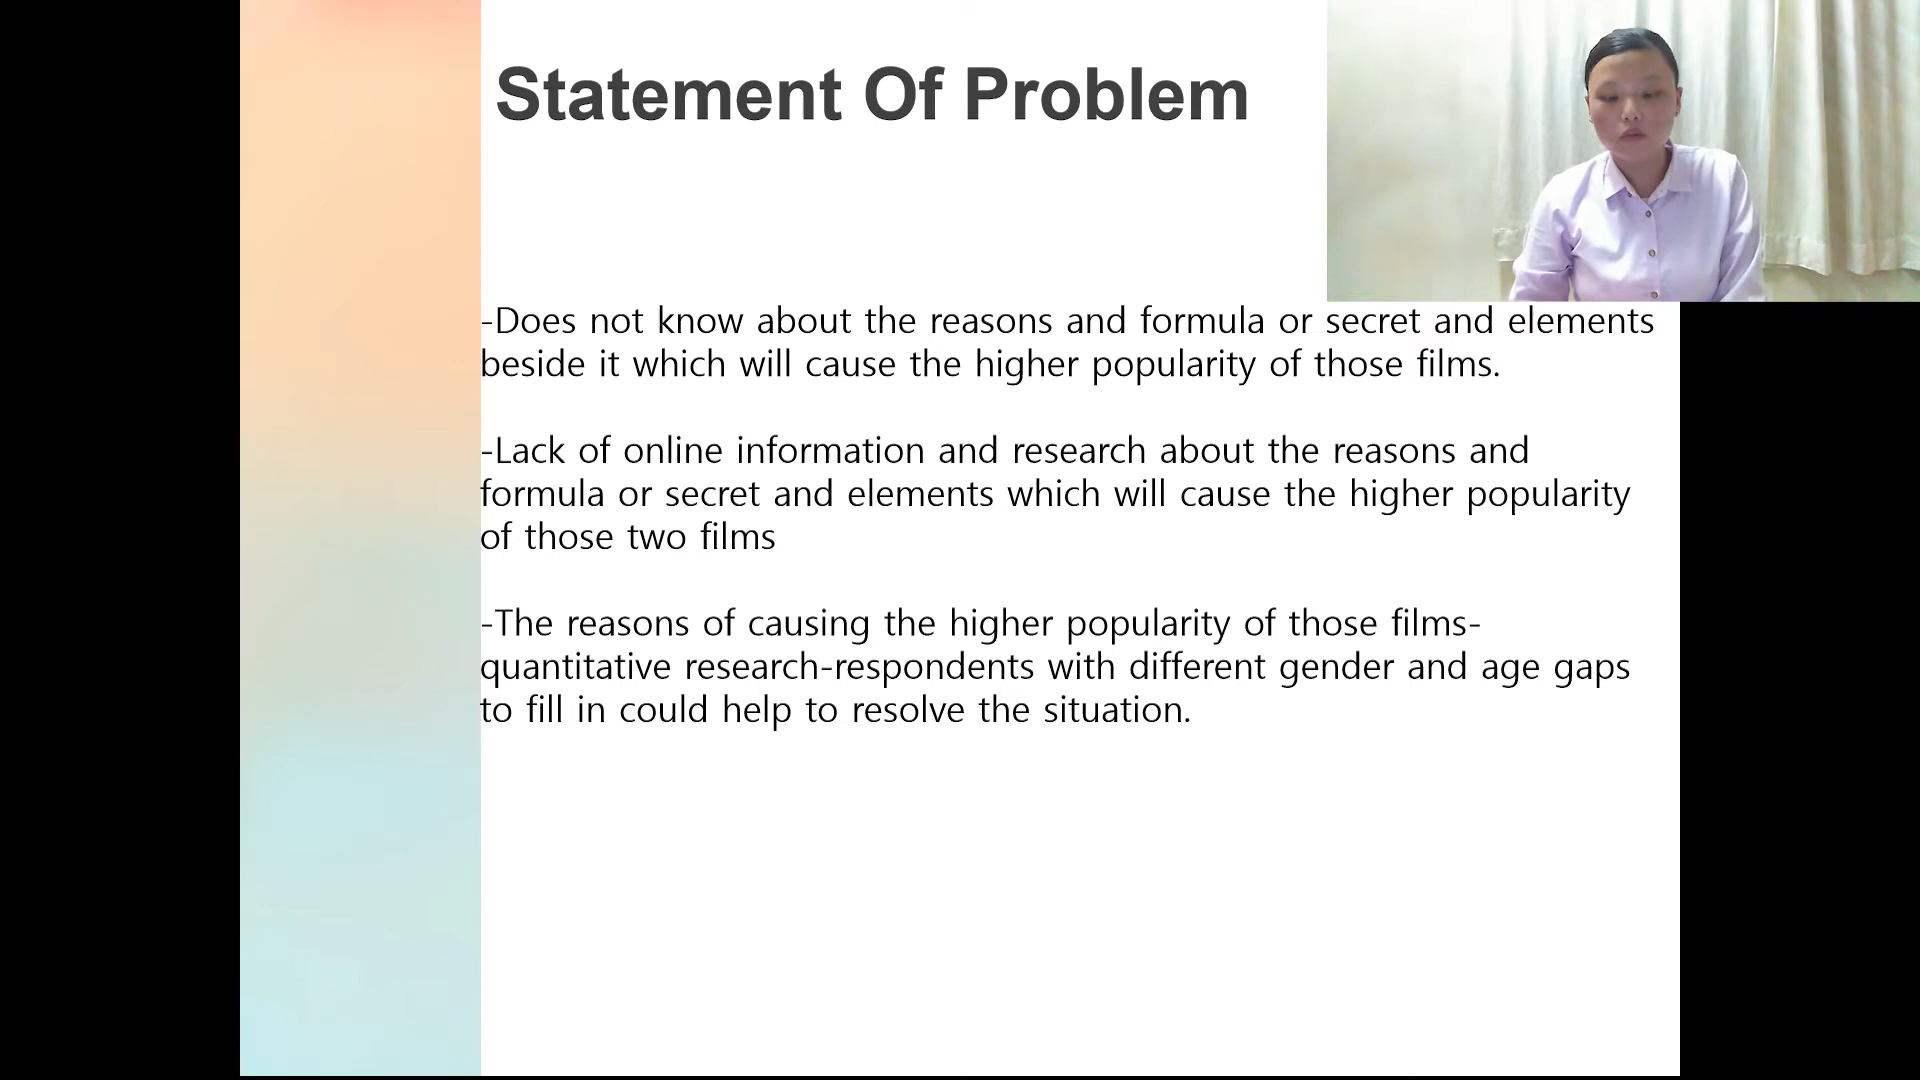 Statement Of Problem
-Does not know about the reasons and formula or secret and elements
beside it which will cause the higher popularity of those films.
-Lack of online information and research about the reasons and
formula or secret and elements which will cause the higher popularity
of those two films
-The reasons of causing the higher popularity of those films-
quantitative research-respondents with different gender and age gaps
to fill in could help to resolve the situation.